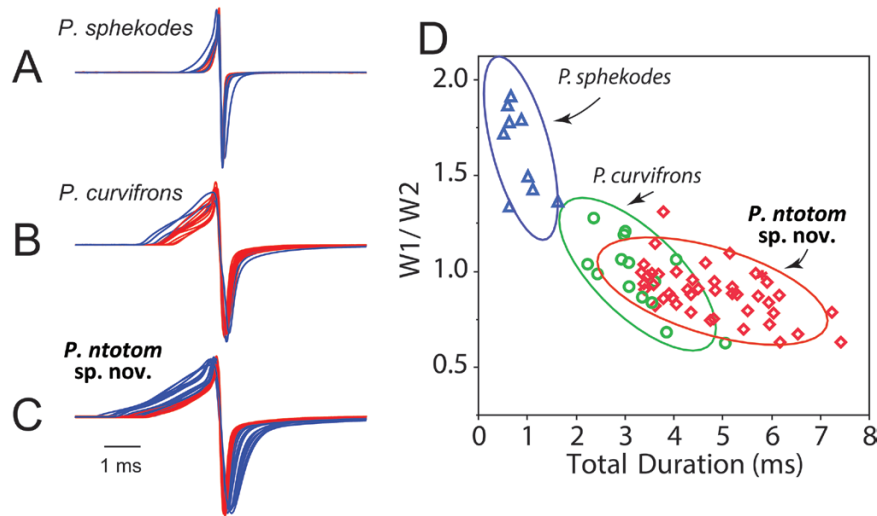 A
P. sphekodes
B
P. curvifrons
C
P. ntotom
sp. nov.
1 ms
D
W1/ W2
2.0
1.5
1.0
0.5
P. sphekodes
P. curvifrons
P. ntotom
sp. nov.
0 1 2 3 4 5 6 7 8
Total Duration (ms)